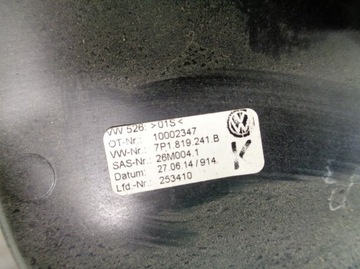 VW 526: >01S<
OT-Nr.: 10002347
VW-Nr.: 7P1.819.241.B
SAS-Nr.: 26M004.1
Datum: 27.06.14 / 914
Lfd.-Nr.: 253410
K